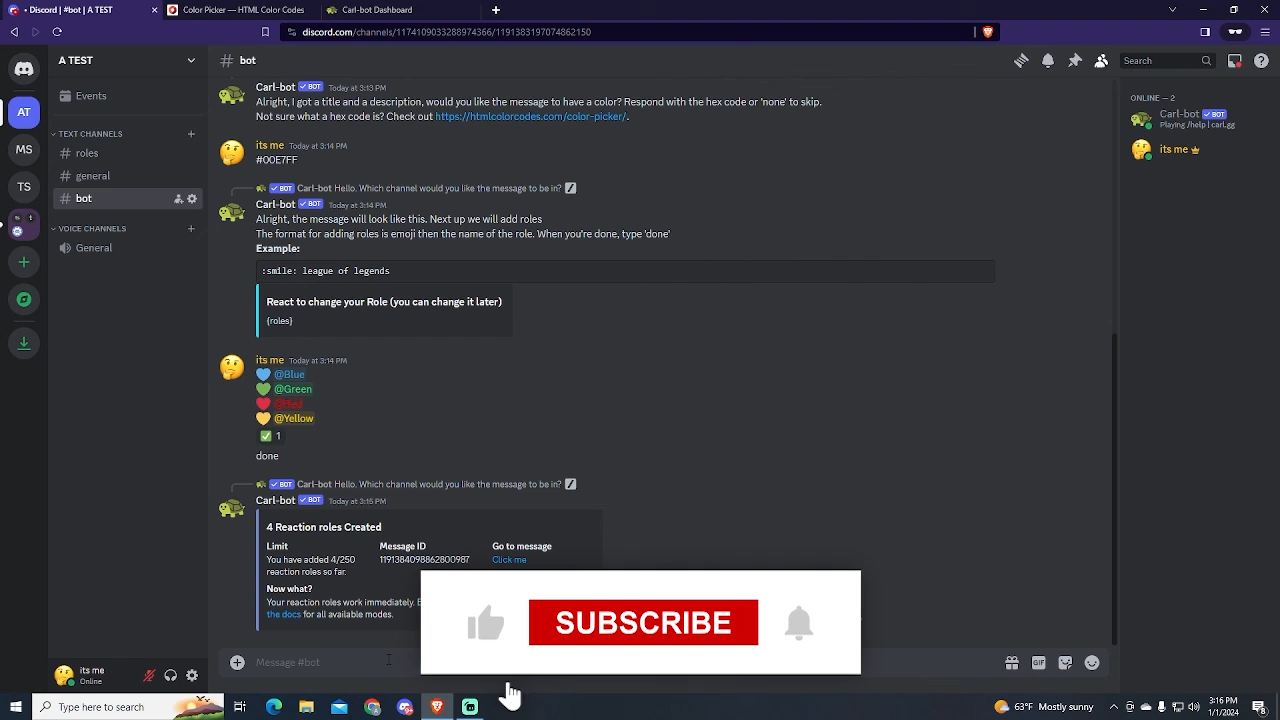 Discord | #bot | A TEST
Color Picker — HTML Color Codes
Carl-bot Dashboard
discord.com/channels/1174109033288974366/1191383197074862150
A TEST
# bot
Search
Events
TEXT CHANNELS
# roles
# general
# bot
VOICE CHANNELS
General
AT
MS
TS
Carl-bot BOT Today at 3:13 PM
Alright, I got a title and a description, would you like the message to have a color? Respond with the hex code or 'none' to skip.
Not sure what a hex code is? Check out https://htmlcolorcodes.com/color-picker/.
its me Today at 3:14 PM
#00E7FF
BOT Carl-bot Hello. Which channel would you like the message to be in?
Carl-bot BOT Today at 3:14 PM
Alright, the message will look like this. Next up we will add roles
The format for adding roles is emoji then the name of the role. When you're done, type 'done'
Example:
:smile: league of legends
React to change your Role (you can change it later)
{roles}
its me Today at 3:14 PM
@Blue
@Green
@Red
@Yellow
1
done
BOT Carl-bot Hello. Which channel would you like the message to be in?
Carl-bot BOT Today at 3:15 PM
4 Reaction roles Created
Limit Message ID Go to message
You have added 4/250 1191384098862800987 Click me
reaction roles so far.
Now what?
Your reaction roles work immediately.
the docs for all available modes.
SUBSCRIBE
Message #bot
GIF
ONLINE — 2
Carl-bot BOT
Playing /help | carl.gg
its me
its me
Online
Type here to search
63°F Mostly sunny
3:16 PM
1/1/2024